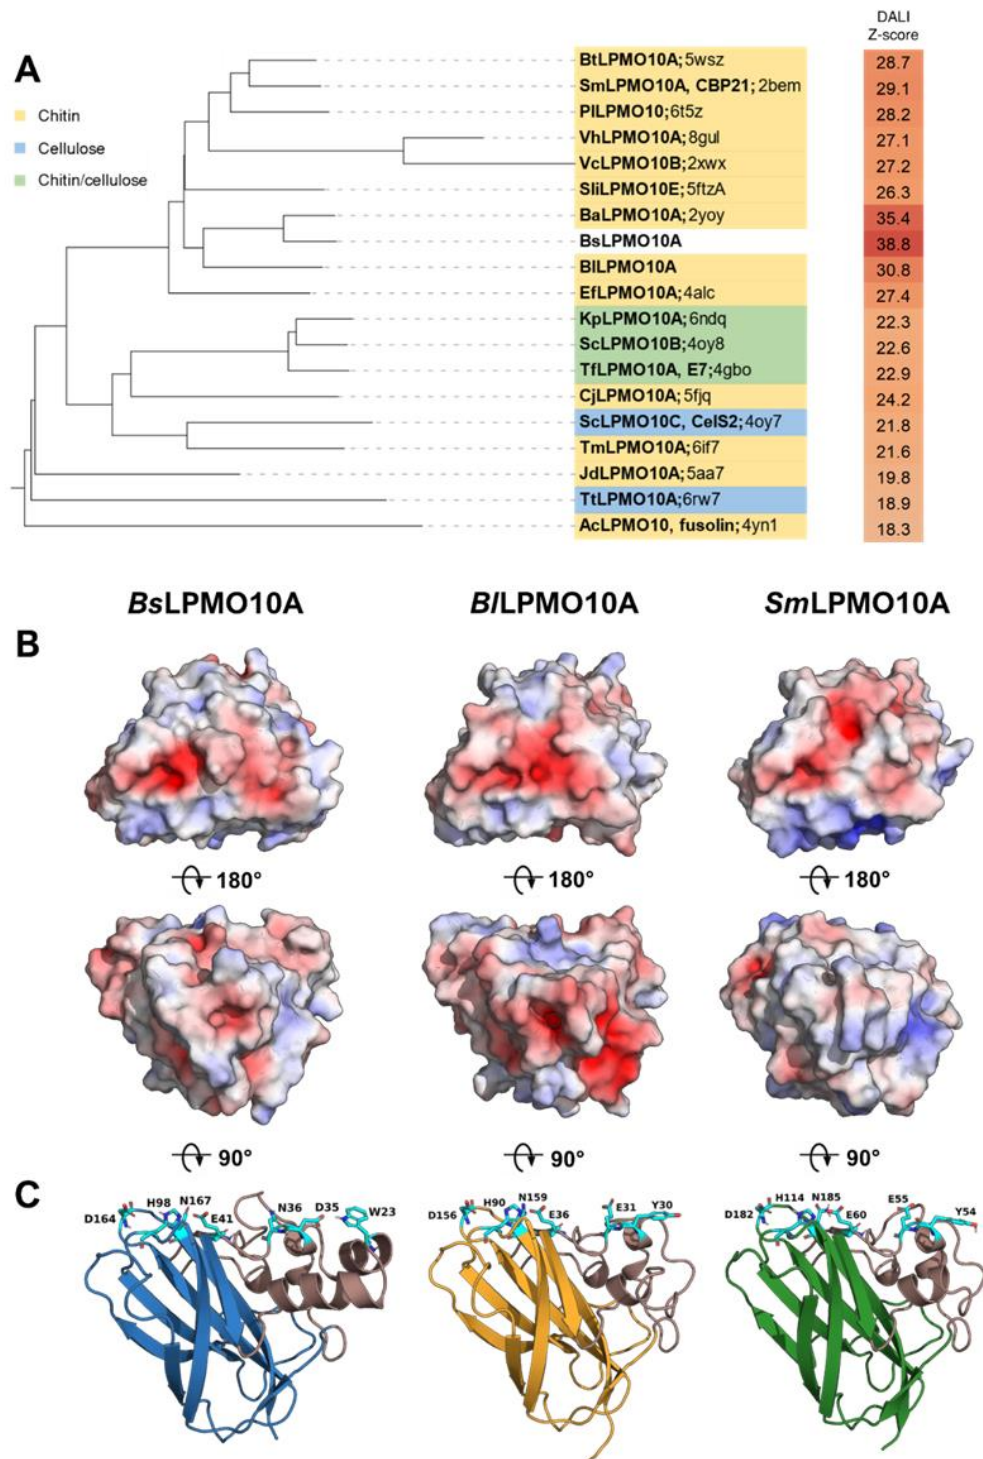 DALI
Z-score
A
Chitin
Cellulose
Chitin/cellulose
BtLPMO10A; 5wsz 28.7
SmLPMO10A, CBP21; 2bem 29.1
PlLPMO10; 6t5z 28.2
VhLPMO10A; 8gul 27.1
VcLPMO10B; 2xwx 27.2
SliLPMO10E; 5ftzA 26.3
BaLPMO10A; 2yoy 35.4
BsLPMO10A 38.8
BlLPMO10A 30.8
EfLPMO10A; 4alc 27.4
KpLPMO10A; 6ndq 22.3
ScLPMO10B; 4oy8 22.6
TfLPMO10A, E7; 4gbo 22.9
CjLPMO10A; 5fjq 24.2
ScLPMO10C, CelS2; 4oy7 21.8
TmLPMO10A; 6if7 21.6
JdLPMO10A; 5aa7 19.8
TtLPMO10A; 6rw7 18.9
AcLPMO10, fusolin; 4yn1 18.3
BsLPMO10A BlLPMO10A SmLPMO10A
B
180° 180° 180°
90° 90° 90°
C
D164 H98 N167 E41 N36 D35 W23
D156 H90 N159 E36 E31 Y30
D182 H114 N185 E60 E55 Y54